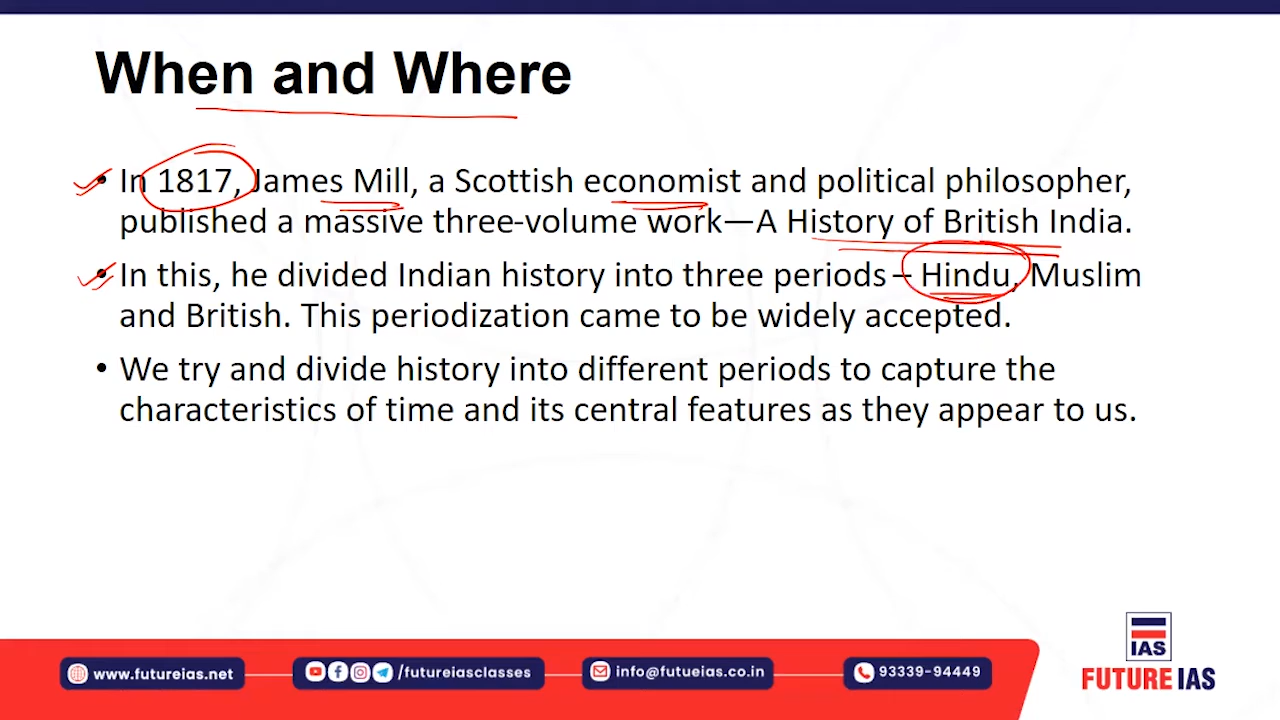 When and Where
• In 1817, James Mill, a Scottish economist and political philosopher,
published a massive three-volume work—A History of British India.
• In this, he divided Indian history into three periods – Hindu, Muslim
and British. This periodization came to be widely accepted.
• We try and divide history into different periods to capture the
characteristics of time and its central features as they appear to us.
IAS
www.futureias.net
/futureiasclasses
info@futueias.co.in
93339-94449
FUTURE IAS